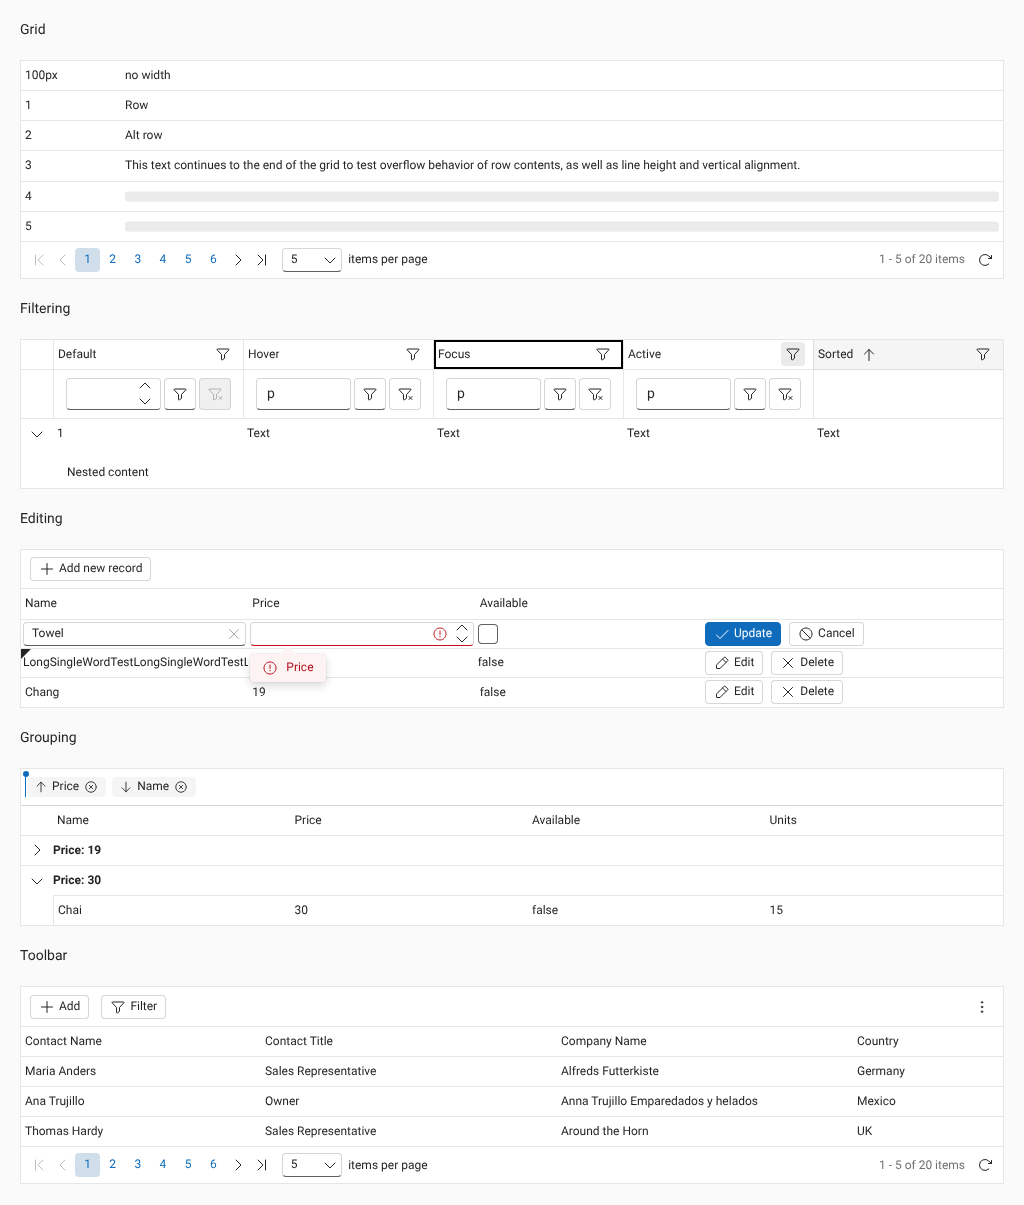 Grid
100px no width
1 Row
2 Alt row
3 This text continues to the end of the grid to test overflow behavior of row contents, as well as line height and vertical alignment.
4
5
1 2 3 4 5 6 5 items per page 1 - 5 of 20 items
Filtering
Default Hover Focus Active Sorted
p p p
1 Text Text Text Text
Nested content
Editing
Add new record
Name Price Available
Towel Update Cancel
LongSingleWordTestLongSingleWordTestL false Edit Delete
Price
Chang 19 false Edit Delete
Grouping
Price Name
Name Price Available Units
Price: 19
Price: 30
Chai 30 false 15
Toolbar
Add Filter
Contact Name Contact Title Company Name Country
Maria Anders Sales Representative Alfreds Futterkiste Germany
Ana Trujillo Owner Anna Trujillo Emparedados y helados Mexico
Thomas Hardy Sales Representative Around the Horn UK
1 2 3 4 5 6 5 items per page 1 - 5 of 20 items